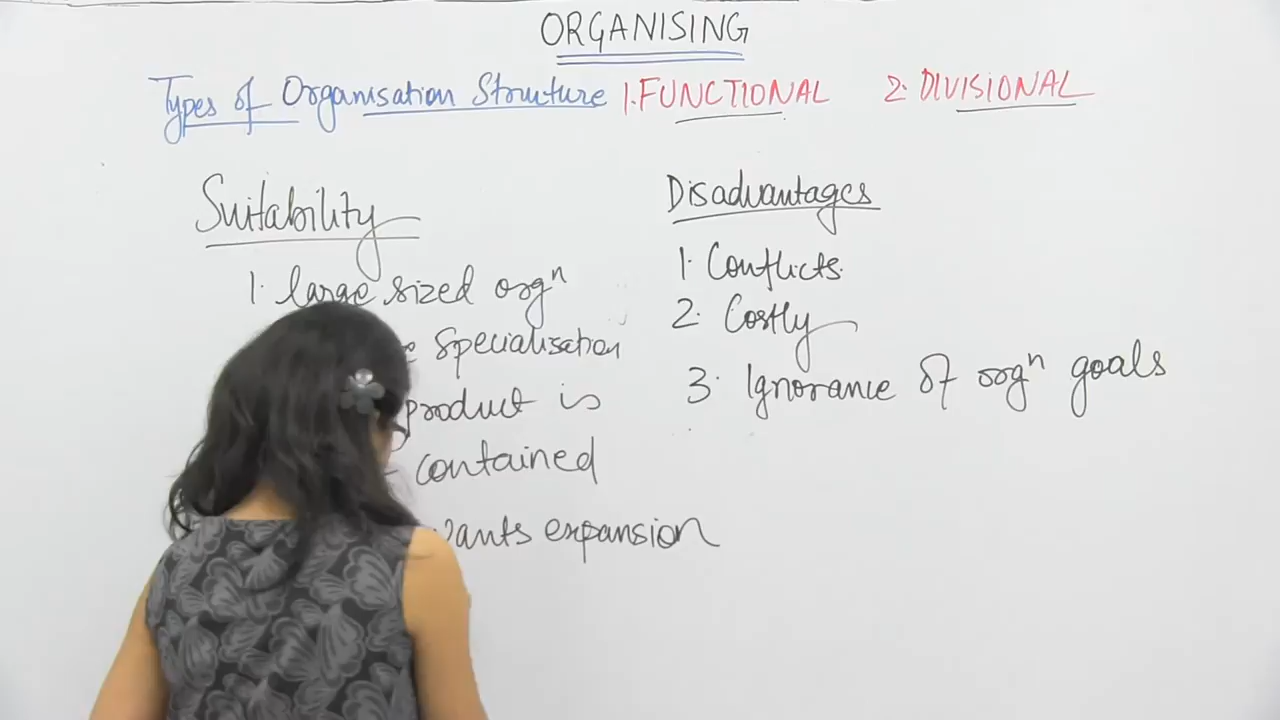 ORGANISING
Types of Organisation Structure 1. FUNCTIONAL 2. DIVISIONAL
Suitability
1. large sized orgⁿ
specialisation
product is
contained
expansion
Disadvantages
1. Conflicts.
2. Costly
3. Ignorance of orgⁿ goals